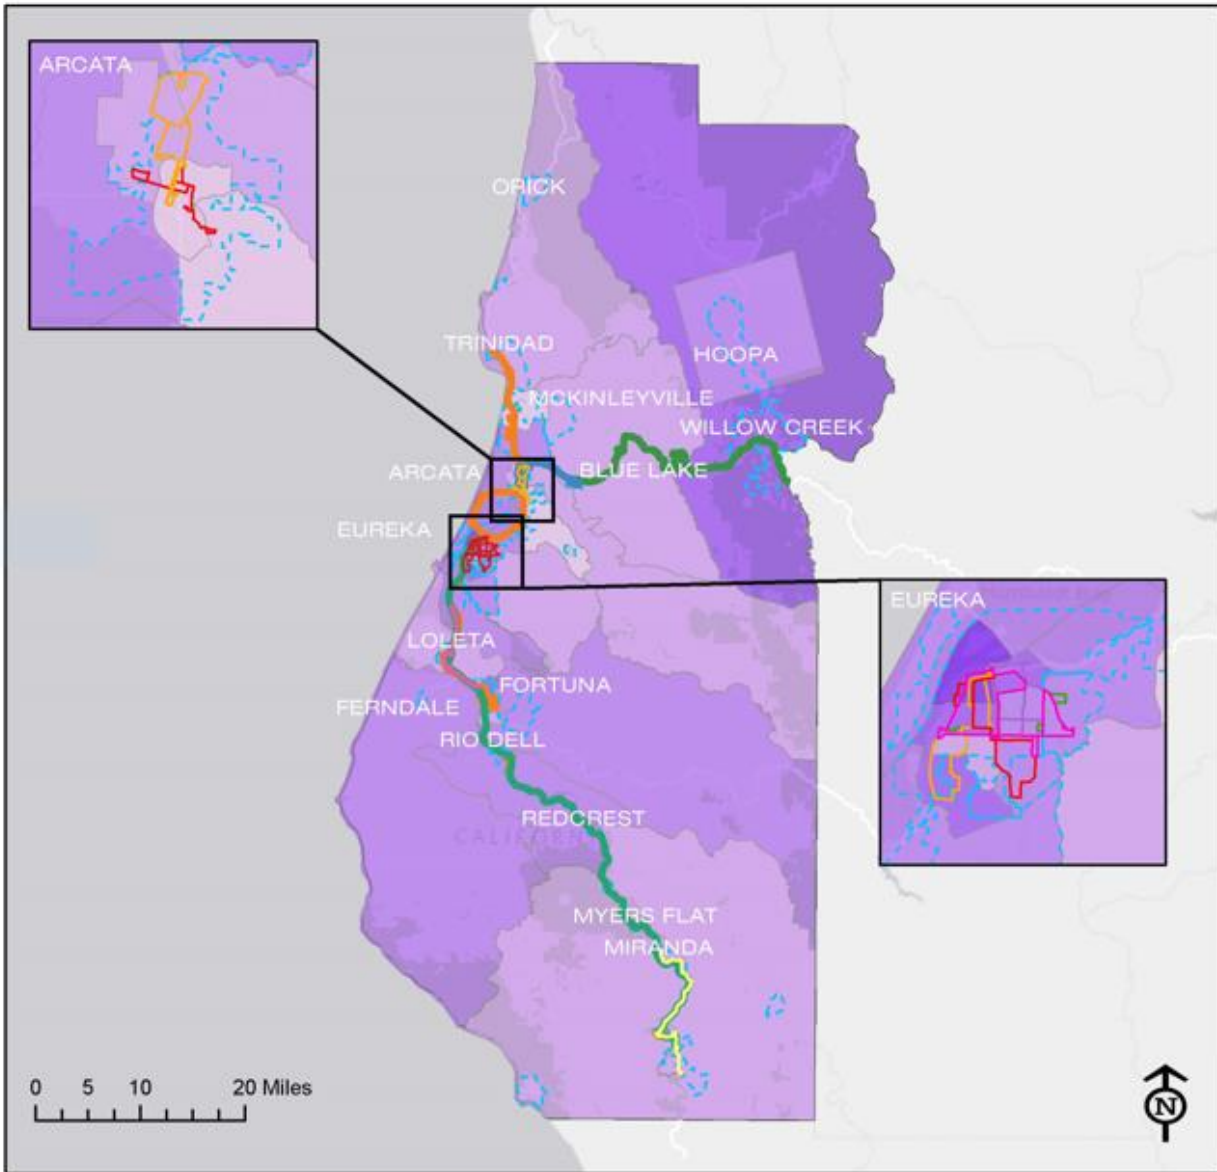 ARCATA
ORICK
TRINIDAD
HOOPA
MCKINLEYVILLE
WILLOW CREEK
ARCATA
BLUE LAKE
EUREKA
EUREKA
LOLETA
FORTUNA
FERNDALE
RIO DELL
REDCREST
MYERS FLAT
MIRANDA
0 5 10 20 Miles
N